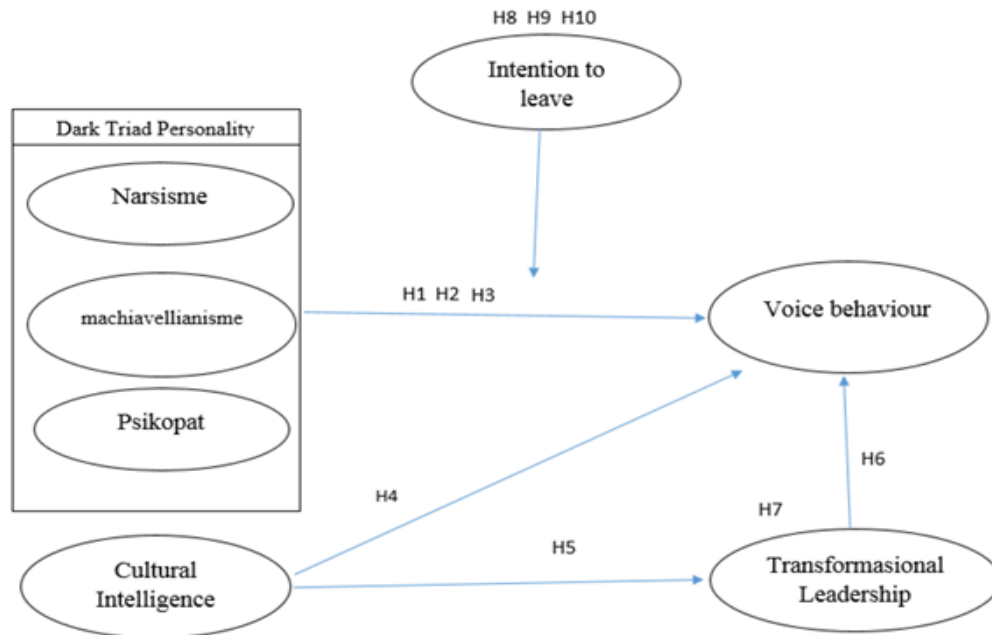 H8 H9 H10
Intention to
leave
Dark Triad Personality
Narsisme
machiavellianisme
Psikopat
H1 H2 H3
Voice behaviour
H4
H6
H7
H5
Cultural
Intelligence
Transformasional
Leadership